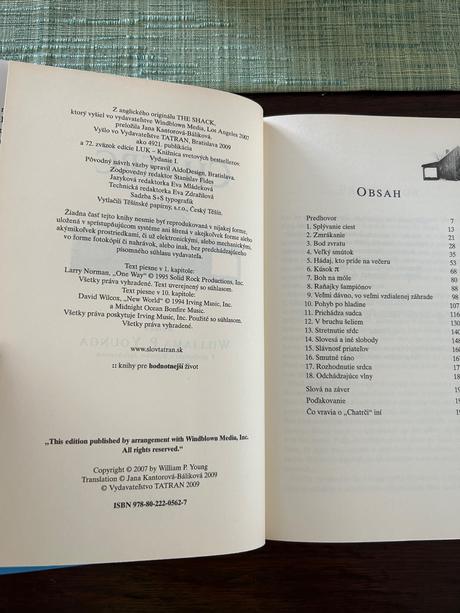 Z anglického originálu THE SHACK,
ktorý vyšiel vo vydavateľstve Windblown Media, Los Angeles 2007
preložila Jana Kantorová-Báliková.
Vyšlo vo Vydavateľstve TATRAN, Bratislava 2009
ako 4921. publikácia
a 72. zväzok edície LUK – Knižnica svetových bestsellerov.
Vydanie I.
Pôvodný návrh väzby upravil AldoDesign, Bratislava.
Zodpovedný redaktor Stanislav Fides
Jazyková redaktorka Eva Mládeková
Technická redaktorka Eva Zdražilová
Sadzba S+S typografik
Vytlačili Těšínské papírny, s.r.o., Český Těšín.
Žiadna časť tejto knihy nesmie byť reprodukovaná v nijakej forme,
uložená v sprístupňujúcom systéme ani šírená v akejkoľvek forme alebo
akýmikoľvek prostriedkami, či už elektronickými, alebo mechanickým,
vo forme fotokópií či nahrávok, alebo inak, bez predchádzajúceho
písomného súhlasu vydavateľa.
Text piesne v 1. kapitole:
Larry Norman, „One Way“ © 1995 Solid Rock Productions, Inc.
Všetky práva vyhradené. Text uverejnený so súhlasom.
Text piesne v 10. kapitole:
David Wilcox, „New World“ © 1994 Irving Music, Inc.
a Midnight Ocean Bonfire Music.
Všetky práva poskytuje Irving Music, Inc. Použité so súhlasom.
Všetky práva vyhradené.
www.slovtatran.sk
:: knihy pre hodnotnejší život
„This edition published by arrangement with Windblown Media, Inc.
All rights reserved.“
Copyright © 2007 by William P. Young
Translation © Jana Kantorová-Báliková 2009
© Vydavateľstvo TATRAN 2009
ISBN 978-80-222-0562-7
OBSAH
Predhovor 7
1. Splývanie ciest 13
2. Zmrákanie 21
3. Bod zvratu 28
4. Veľký smútok 35
5. Hádaj, kto príde na večeru 53
6. Kúsok π 68
7. Boh na móle 80
8. Raňajky šampiónov 88
9. Veľmi dávno, vo veľmi vzdialenej záhrade 98
10. Pohyb po hladine 107
11. Prichádza sudca 116
12. V bruchu šeliem 130
13. Stretnutie sŕdc
14. Slovesá a iné slobody 148
15. Slávnosť priateľov
16. Smutné ráno
17. Rozhodnutie srdca
18. Odchádzajúce vlny
Slová na záver
Poďakovanie
Čo vravia o „Chatrči“ iní